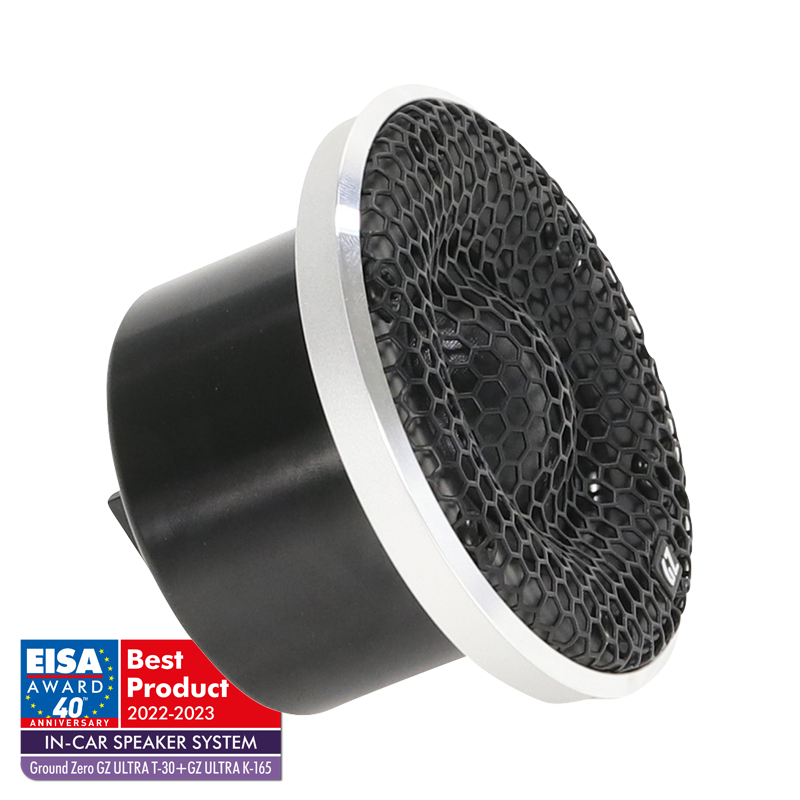 GZ
EISA
AWARD
40TH
ANNIVERSARY
Best
Product
2022-2023
IN-CAR SPEAKER SYSTEM
Ground Zero GZ ULTRA T-30+GZ ULTRA K-165